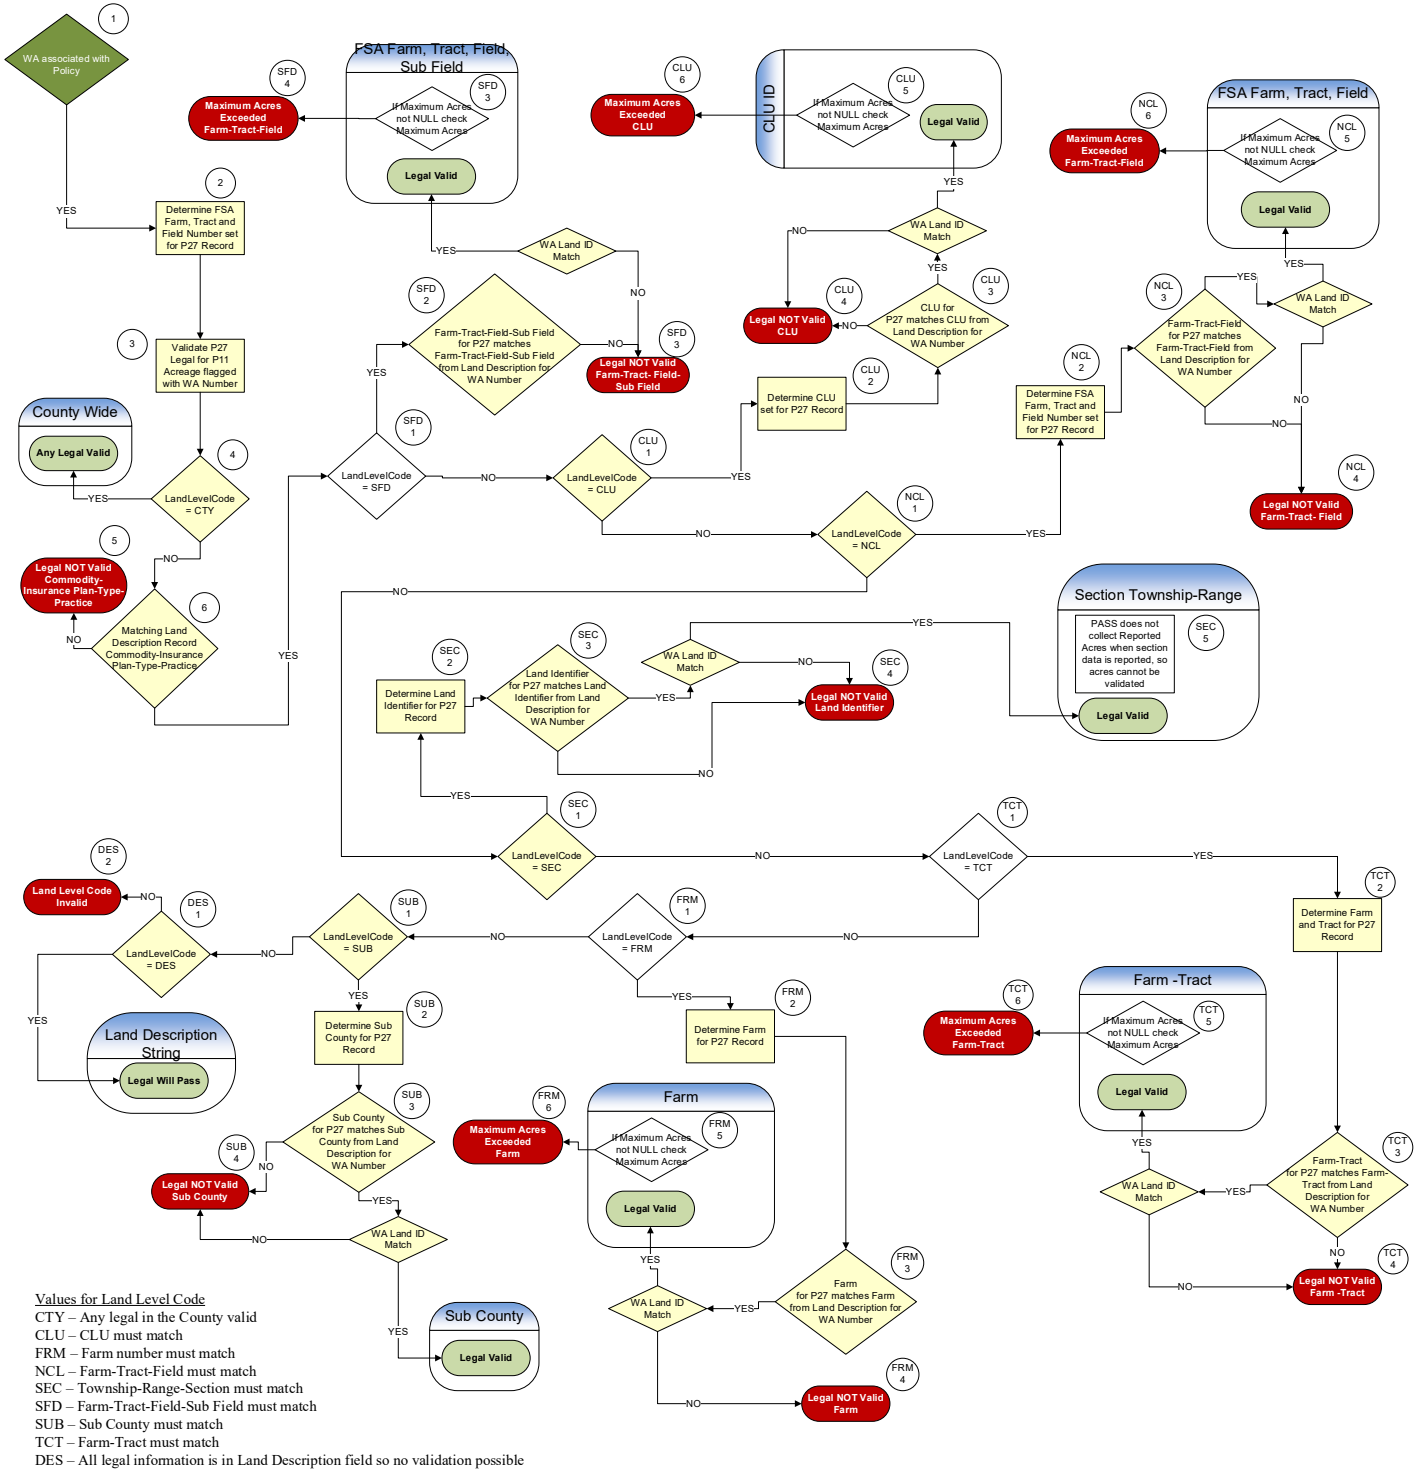 1
WA associated with
Policy
YES
2
Determine FSA
Farm, Tract and
Field Number set
for P27 Record
3
Validate P27
Legal for P11
Acreage flagged
with WA Number
County Wide
Any Legal Valid
4
LandLevelCode
= CTY
YES
NO
5
Legal NOT Valid
Commodity-
Insurance Plan-Type-
Practice
6
Matching Land
Description Record
Commodity-Insurance
Plan-Type-Practice
NO
YES
SFD
4
Maximum Acres
Exceeded
Farm-Tract-Field
FSA Farm, Tract, Field,
Sub Field
SFD
3
If Maximum Acres
not NULL check
Maximum Acres
Legal Valid
YES
WA Land ID
Match
NO
SFD
2
Farm-Tract-Field-Sub Field
for P27 matches
Farm-Tract-Field-Sub Field
from Land Description for
WA Number
NO
SFD
3
Legal NOT Valid
Farm-Tract- Field-
Sub Field
YES
SFD
1
LandLevelCode
= SFD
NO
CLU
6
Maximum Acres
Exceeded
CLU
CLU ID
CLU
5
If Maximum Acres
not NULL check
Maximum Acres
Legal Valid
YES
WA Land ID
Match
NO
YES
CLU
4
Legal NOT Valid
CLU
NO
CLU
3
CLU for
P27 matches CLU from
Land Description for
WA Number
CLU
2
Determine CLU
set for P27 Record
CLU
1
LandLevelCode
= CLU
YES
NO
NCL
6
Maximum Acres
Exceeded
Farm-Tract-Field
FSA Farm, Tract, Field
NCL
5
If Maximum Acres
not NULL check
Maximum Acres
Legal Valid
YES
YES
WA Land ID
Match
NCL
3
Farm-Tract-Field
for P27 matches
Farm-Tract-Field from
Land Description for
WA Number
NO
NO
NCL
2
Determine FSA
Farm, Tract and
Field Number set
for P27 Record
NCL
4
Legal NOT Valid
Farm-Tract- Field
NCL
1
LandLevelCode
= NCL
YES
NO
Section Township-Range
PASS does not
collect Reported
Acres when section
data is reported, so
acres cannot be
validated
SEC
5
Legal Valid
YES
SEC
2
Determine Land
Identifier for P27
Record
SEC
3
Land Identifier
for P27 matches Land
Identifier from Land
Description for
WA Number
YES
WA Land ID
Match
NO
SEC
4
Legal NOT Valid
Land Identifier
NO
YES
SEC
1
LandLevelCode
= SEC
NO
TCT
1
LandLevelCode
= TCT
YES
TCT
2
Determine Farm
and Tract for P27
Record
NO
DES
2
Land Level Code
Invalid
NO
DES
1
LandLevelCode
= DES
NO
YES
SUB
1
LandLevelCode
= SUB
NO
FRM
1
LandLevelCode
= FRM
Land Description
String
Legal Will Pass
YES
SUB
2
Determine Sub
County for P27
Record
SUB
3
Sub County
for P27 matches Sub
County from Land
Description for
WA Number
SUB
4
NO
Legal NOT Valid
Sub County
YES
WA Land ID
Match
NO
YES
Sub County
Legal Valid
YES
FRM
2
Determine Farm
for P27 Record
FRM
6
Maximum Acres
Exceeded
Farm
Farm
FRM
5
If Maximum Acres
not NULL check
Maximum Acres
Legal Valid
YES
WA Land ID
Match
YES
FRM
3
Farm
for P27 matches Farm
from Land Description for
WA Number
NO
FRM
4
Legal NOT Valid
Farm
TCT
6
Maximum Acres
Exceeded
Farm-Tract
Farm -Tract
TCT
5
If Maximum Acres
not NULL check
Maximum Acres
Legal Valid
YES
WA Land ID
Match
YES
TCT
3
Farm-Tract
for P27 matches Farm-
Tract from Land
Description for
WA Number
NO
NO
TCT
4
Legal NOT Valid
Farm -Tract
Values for Land Level Code
CTY – Any legal in the County valid
CLU – CLU must match
FRM – Farm number must match
NCL – Farm-Tract-Field must match
SEC – Township-Range-Section must match
SFD – Farm-Tract-Field-Sub Field must match
SUB – Sub County must match
TCT – Farm-Tract must match
DES – All legal information is in Land Description field so no validation possible